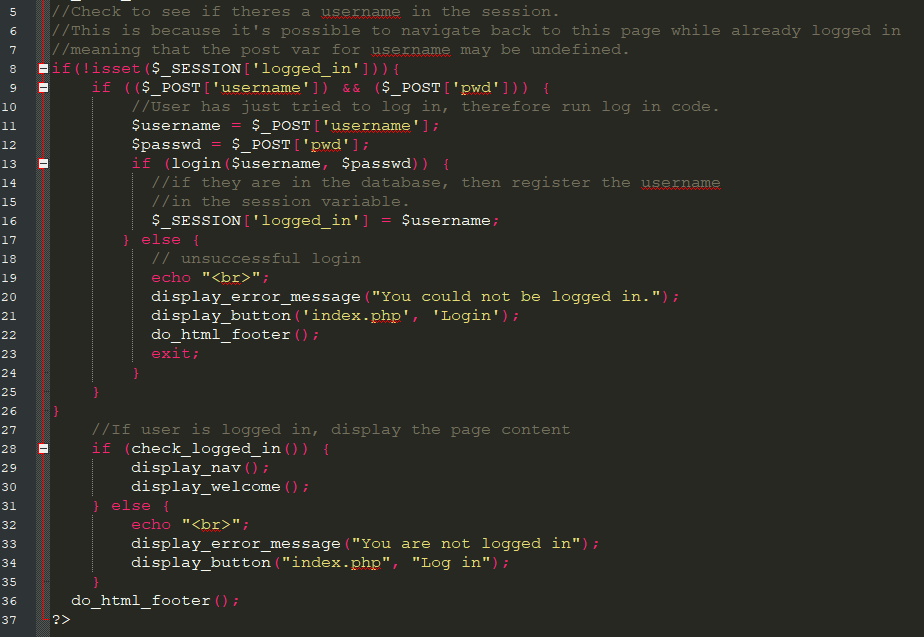 5 //Check to see if theres a username in the session.
6 //This is because it's possible to navigate back to this page while already logged in
7 //meaning that the post var for username may be undefined.
8 if(!isset($_SESSION['logged_in'])){
9 if (($_POST['username']) && ($_POST['pwd'])) {
10 //User has just tried to log in, therefore run log in code.
11 $username = $_POST['username'];
12 $passwd = $_POST['pwd'];
13 if (login($username, $passwd)) {
14 //if they are in the database, then register the username
15 //in the session variable.
16 $_SESSION['logged_in'] = $username;
17 } else {
18 // unsuccessful login
19 echo "<br>";
20 display_error_message("You could not be logged in.");
21 display_button('index.php', 'Login');
22 do_html_footer();
23 exit;
24 }
25 }
26 }
27 //If user is logged in, display the page content
28 if (check_logged_in()) {
29 display_nav();
30 display_welcome();
31 } else {
32 echo "<br>";
33 display_error_message("You are not logged in");
34 display_button("index.php", "Log in");
35 }
36 do_html_footer();
37 ?>